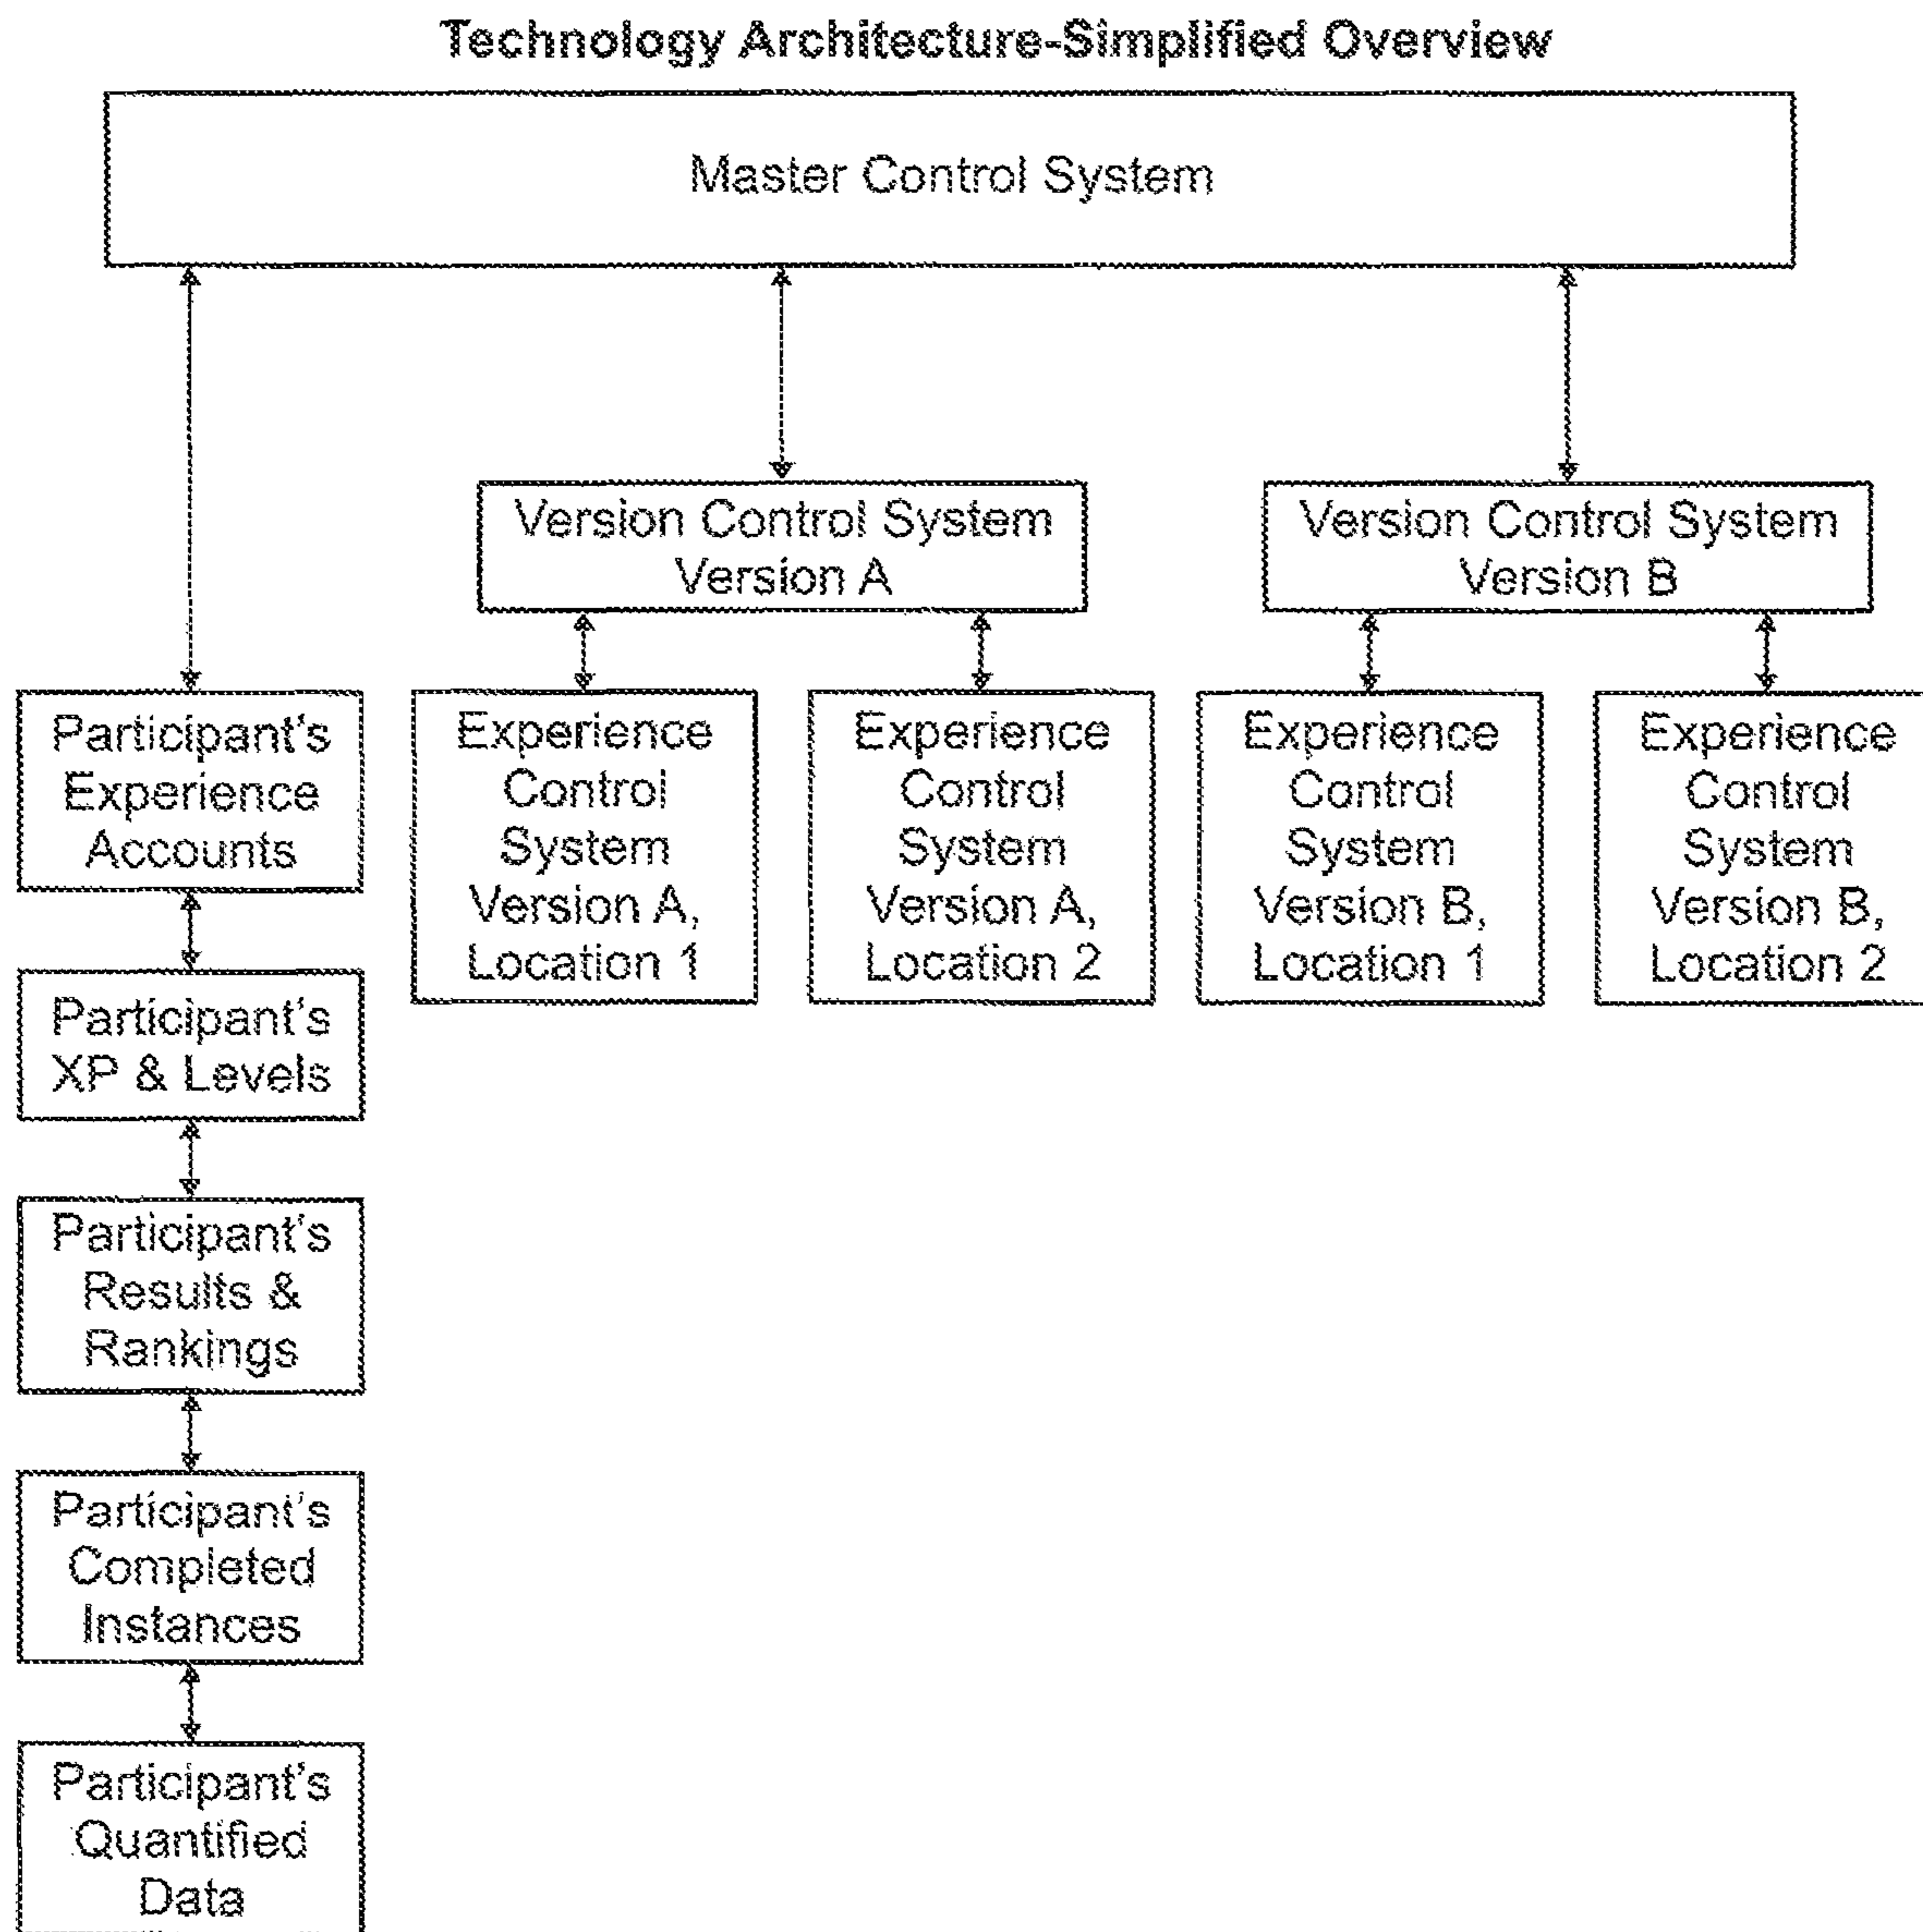 Technology Architecture-Simplified Overview
Master Control System
Version Control System
Version A
Version Control System
Version B
Participant's
Experience
Accounts
Experience
Control
System
Version A,
Location 1
Experience
Control
System
Version A,
Location 2
Experience
Control
System
Version B,
Location 1
Experience
Control
System
Version B,
Location 2
Participant's
XP & Levels
Participant's
Results &
Rankings
Participant's
Completed
Instances
Participant's
Quantified
Data